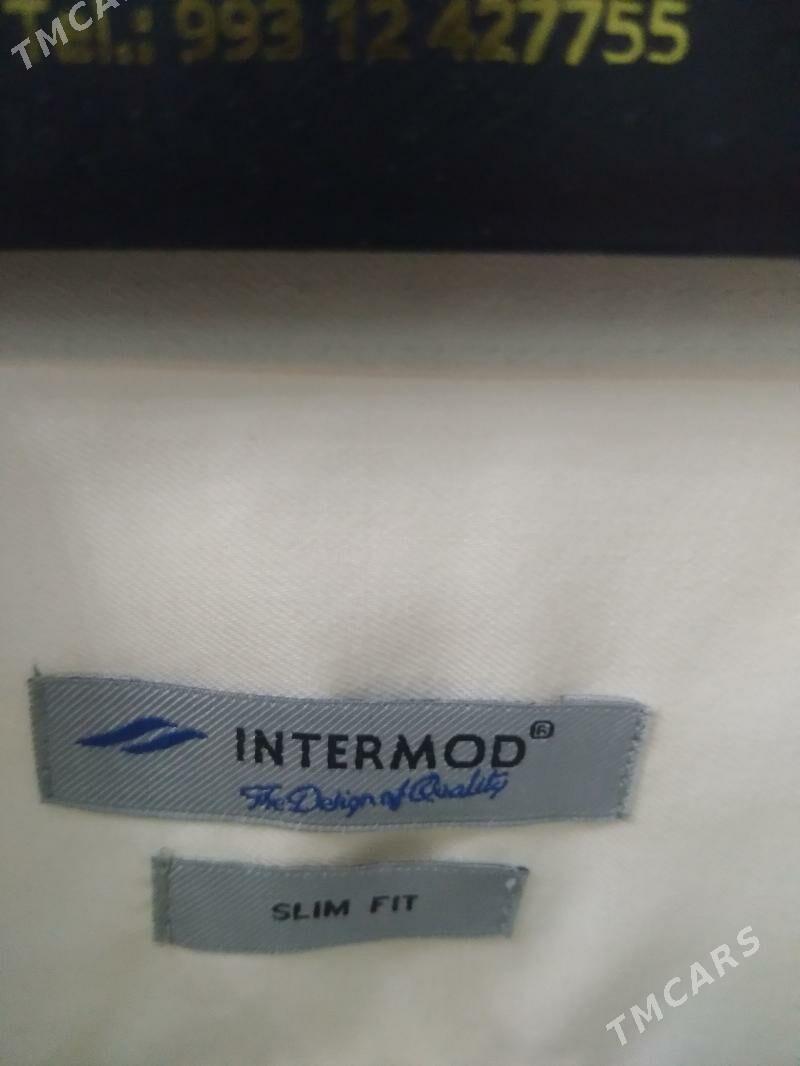 Tel.: 993 12 427755
TMCARS
INTERMOD®
The Design of Quality
SLIM FIT
TMCARS